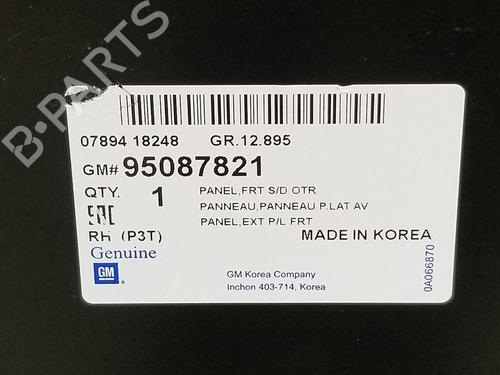 07894 18248 GR.12.895
GM# 95087821
QTY. 1 PANEL,FRT S/D OTR
PANNEAU,PANNEAU P.LAT AV
PANEL,EXT P/L FRT
RH (P3T) MADE IN KOREA
Genuine
GM
GM Korea Company
Inchon 403-714, Korea
0A066870
B-PARTS